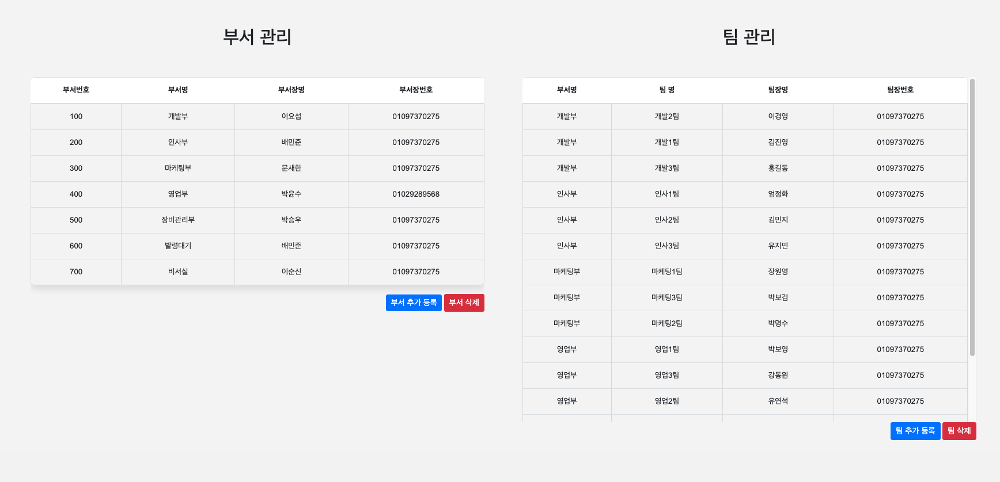 부서 관리
부서번호 부서명 부서장명 부서장번호
100 개발부 이요섭 01097370275
200 인사부 배민준 01097370275
300 마케팅부 문새한 01097370275
400 영업부 박윤수 01029289568
500 장비관리부 박승우 01097370275
600 발령대기 배민준 01097370275
700 비서실 이순신 01097370275
부서 추가 등록 부서 삭제
팀 관리
부서명 팀 명 팀장명 팀장번호
개발부 개발2팀 이경영 01097370275
개발부 개발1팀 김진영 01097370275
개발부 개발3팀 홍길동 01097370275
인사부 인사1팀 엄정화 01097370275
인사부 인사2팀 김민지 01097370275
인사부 인사3팀 유지민 01097370275
마케팅부 마케팅1팀 장원영 01097370275
마케팅부 마케팅3팀 박보검 01097370275
마케팅부 마케팅2팀 박명수 01097370275
영업부 영업1팀 박보영 01097370275
영업부 영업3팀 강동원 01097370275
영업부 영업2팀 유연석 01097370275
팀 추가 등록 팀 삭제